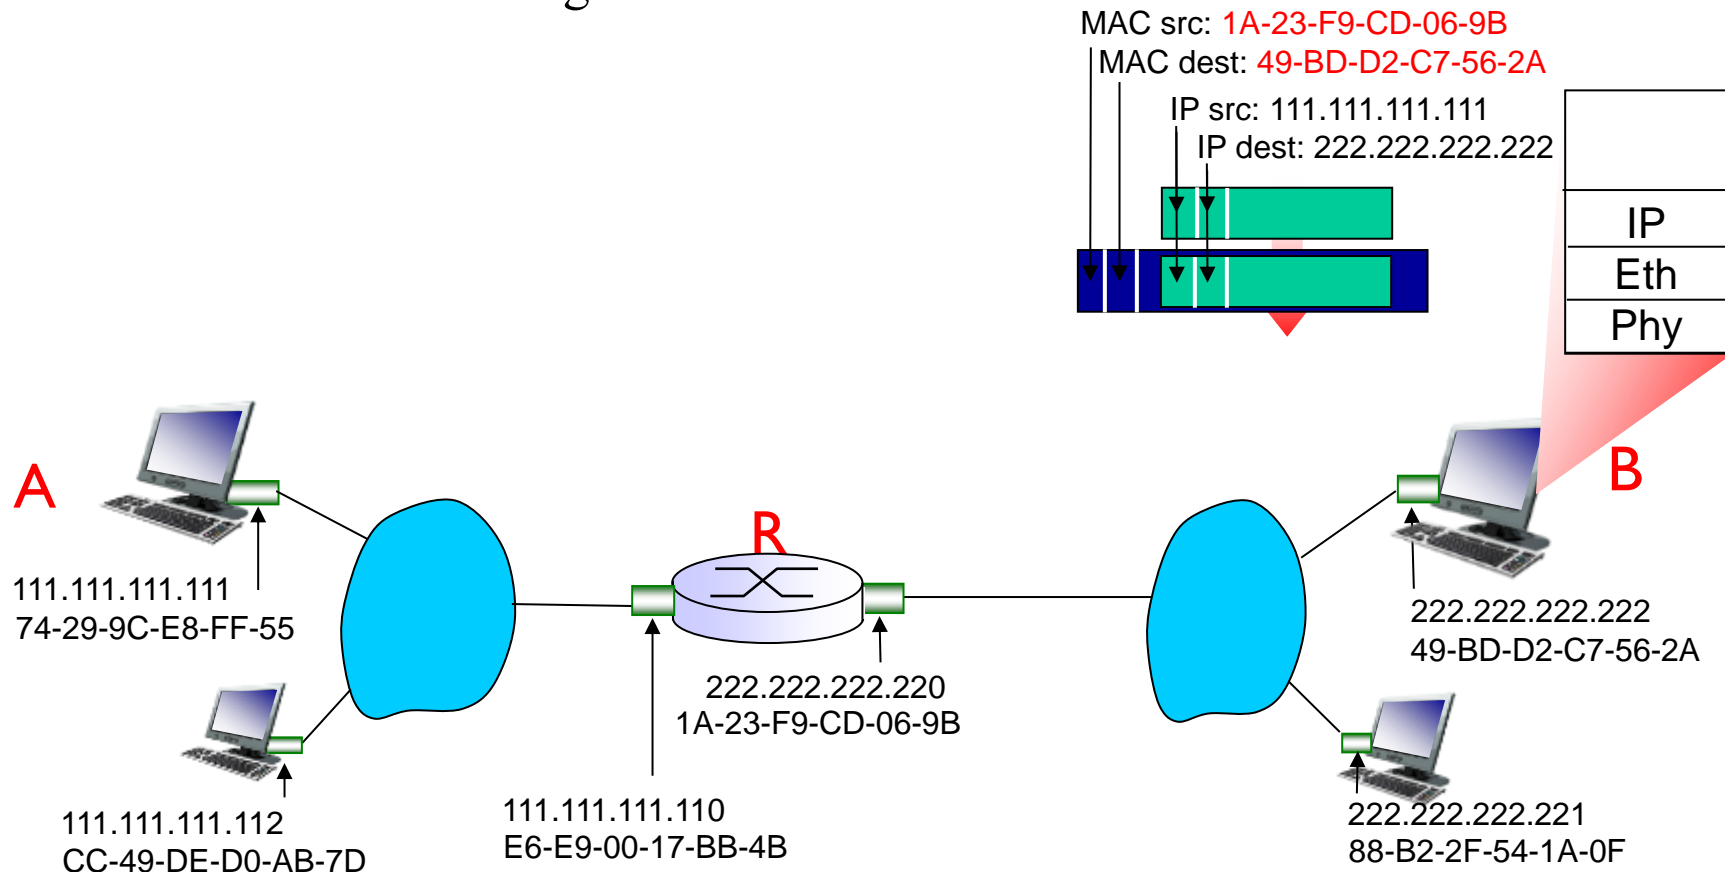 g
MAC src: 1A-23-F9-CD-06-9B
MAC dest: 49-BD-D2-C7-56-2A
IP src: 111.111.111.111
IP dest: 222.222.222.222
IP
Eth
Phy
A
B
R
111.111.111.111
74-29-9C-E8-FF-55
222.222.222.222
49-BD-D2-C7-56-2A
222.222.222.220
1A-23-F9-CD-06-9B
111.111.111.112
CC-49-DE-D0-AB-7D
111.111.111.110
E6-E9-00-17-BB-4B
222.222.222.221
88-B2-2F-54-1A-0F